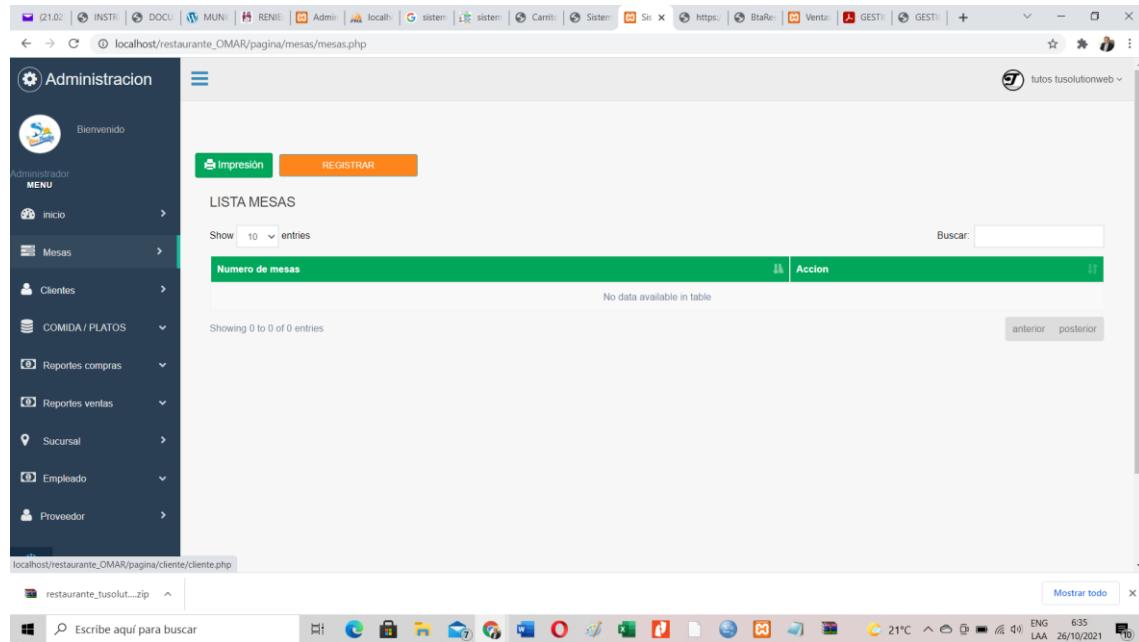 (21.02 INSTR DOCU MUNI RENIE Admin localh sistem sistem Carrito Sistem Sis https:/ BtaRes Ventas GESTI GESTI
localhost/restaurante_OMAR/pagina/mesas/mesas.php
Administracion
tutos tusolutionweb
Bienvenido
Administrador
MENU
Impresión REGISTRAR
inicio
LISTA MESAS
Mesas
Show 10 entries Buscar:
Numero de mesas Accion
Clientes
No data available in table
COMIDA / PLATOS
Showing 0 to 0 of 0 entries anterior posterior
Reportes compras
Reportes ventas
Sucursal
Empleado
Proveedor
localhost/restaurante_OMAR/pagina/cliente/cliente.php
restaurante_tusolut....zip Mostrar todo
Escribe aquí para buscar 21°C ENG 6:35
LAA 26/10/2021